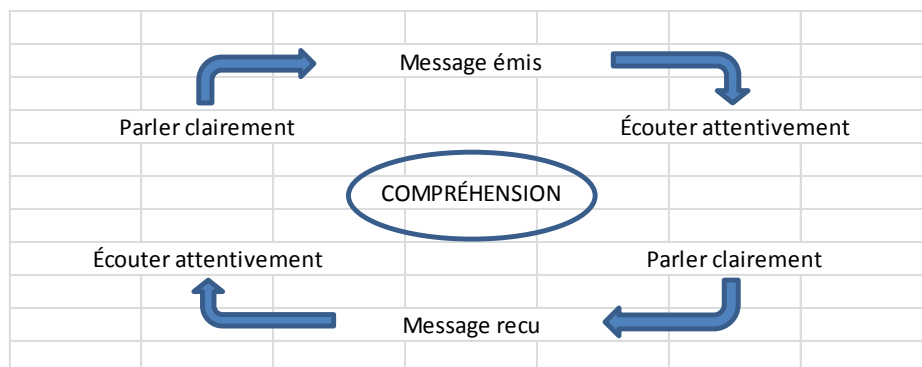 Message émis
Parler clairement
Écouter attentivement
COMPRÉHENSION
Écouter attentivement
Parler clairement
Message recu